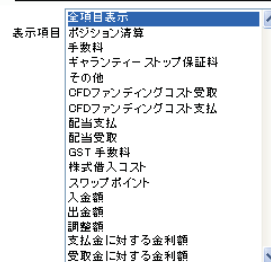 全項目表示
表示項目 ポジション清算
手数料
ギャランティーストップ保証料
その他
CFDファンディングコスト受取
CFDファンディングコスト支払
配当支払
配当受取
GST 手数料
株式借入コスト
スワップポイント
入金額
出金額
調整額
支払金に対する金利額
受取金に対する金利額